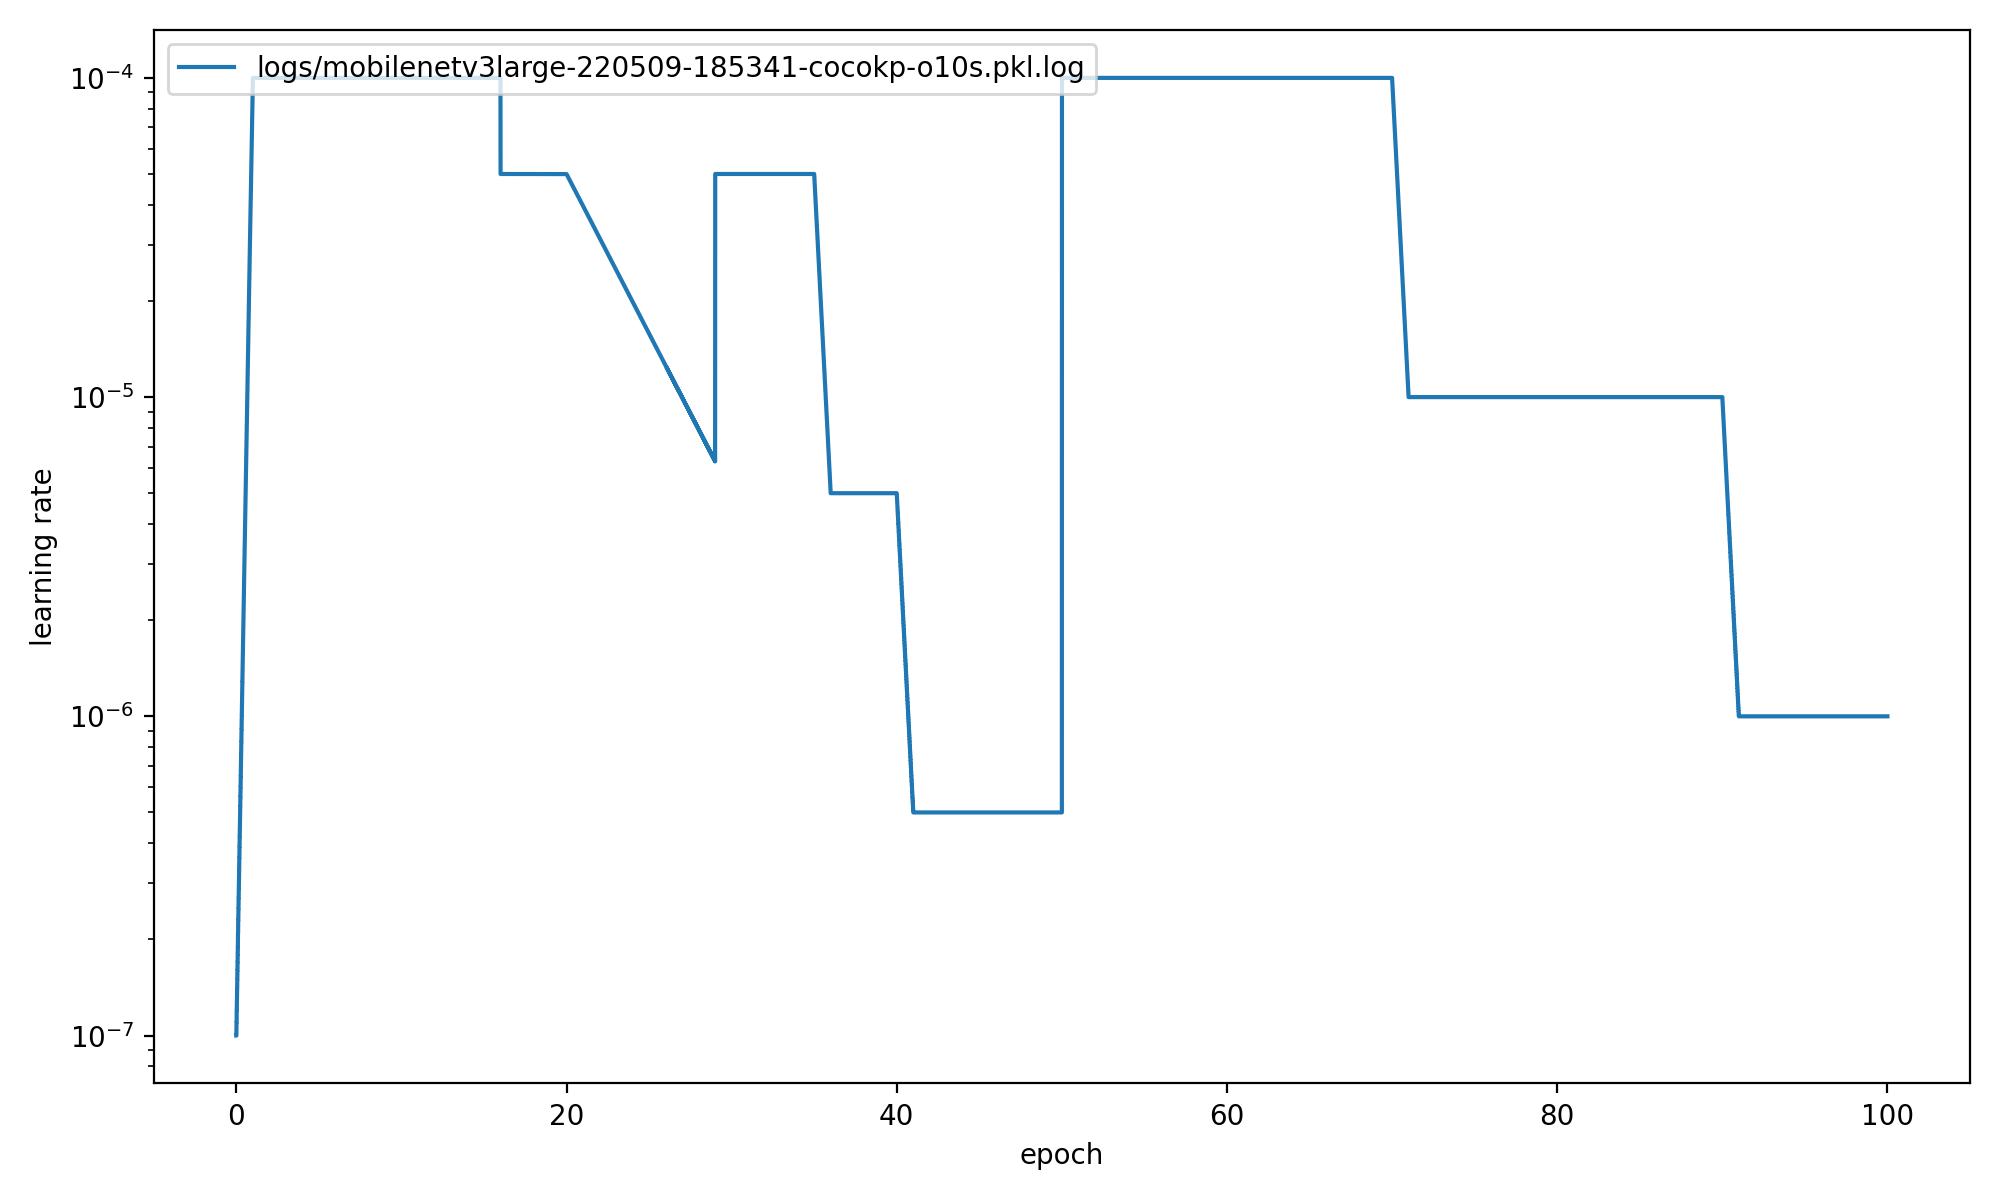 logs/mobilenetv3large-220509-185341-cocokp-o10s.pkl.log
10⁻⁴
10⁻⁵
10⁻⁶
10⁻⁷
learning rate
0 20 40 60 80 100
epoch